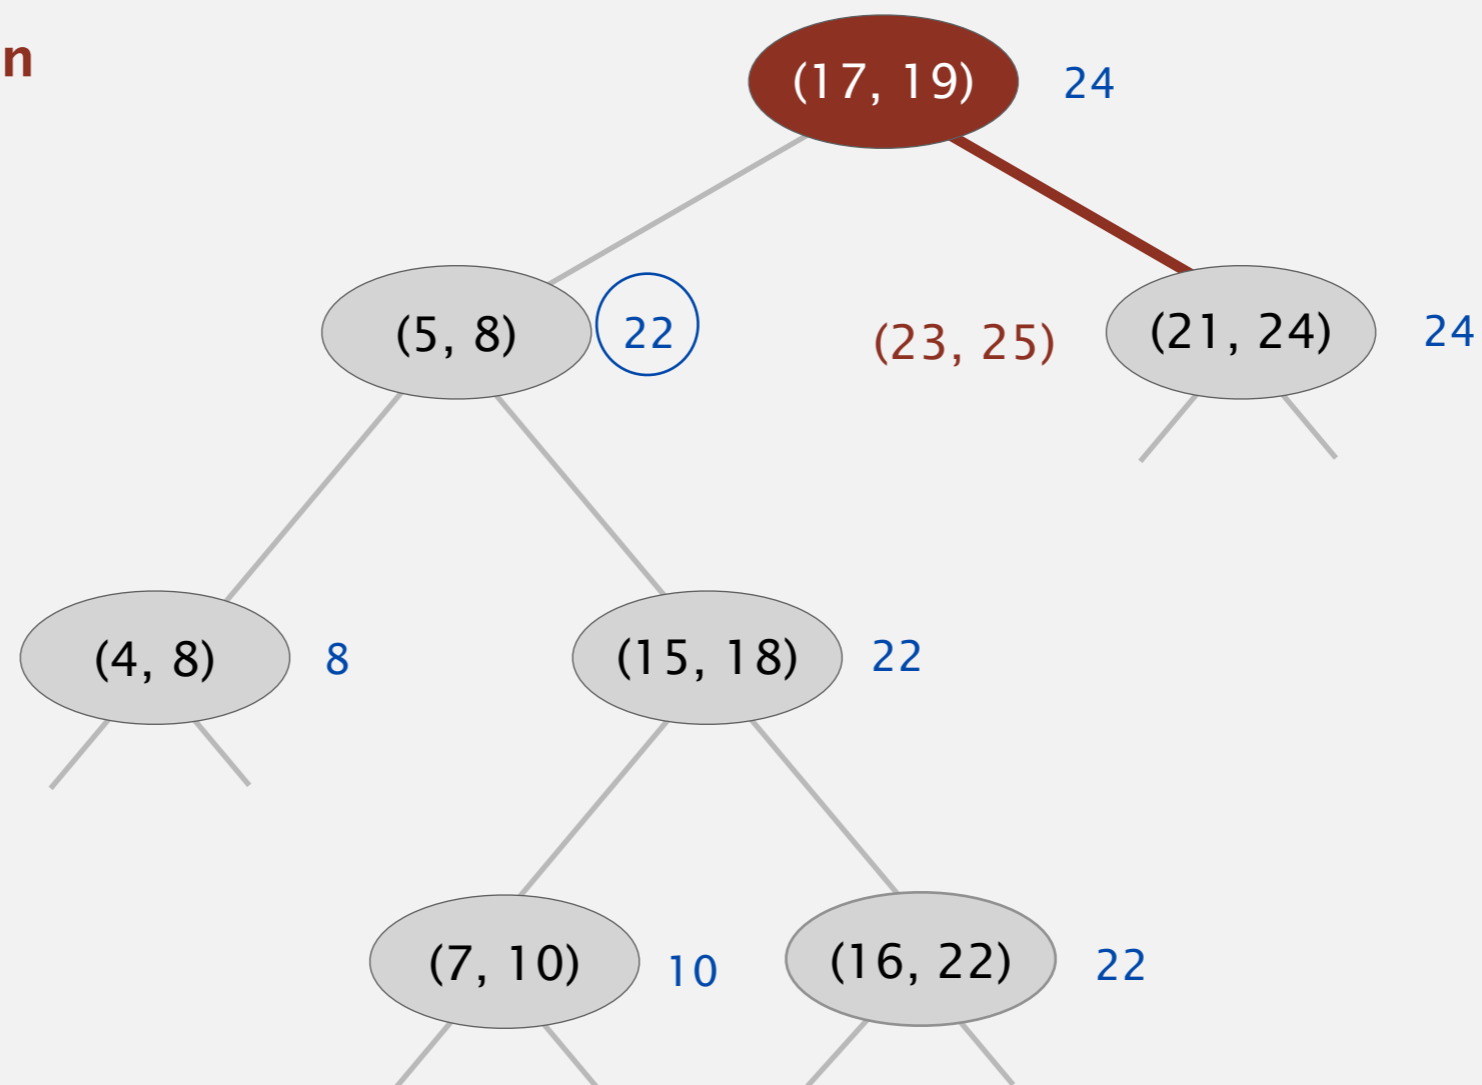 n
(17, 19) 24
(5, 8) 22 (23, 25) (21, 24) 24
(4, 8) 8 (15, 18) 22
(7, 10) 10 (16, 22) 22